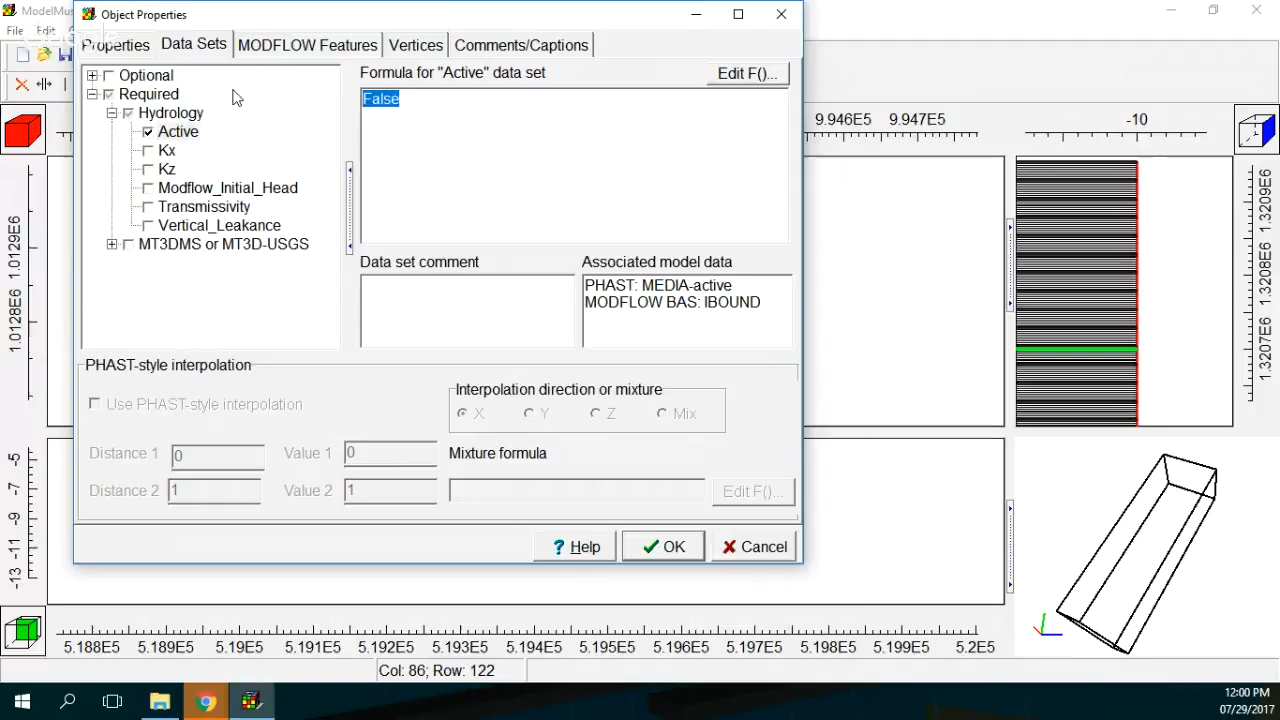 ModelMus
Object Properties
File Edit
Properties Data Sets MODFLOW Features Vertices Comments/Captions
Optional
Required
Hydrology
Active
Kx
Kz
Modflow_Initial_Head
Transmissivity
Vertical_Leakance
MT3DMS or MT3D-USGS
Formula for "Active" data set
Edit F()...
False
Data set comment
Associated model data
PHAST: MEDIA-active
MODFLOW BAS: IBOUND
PHAST-style interpolation
Use PHAST-style interpolation
Interpolation direction or mixture
X Y Z Mix
Distance 1 0 Value 1 0 Mixture formula
Distance 2 1 Value 2 1 Edit F()...
? Help OK Cancel
9.946E5 9.947E5
-10
1.0129E6
1.0128E6
1.3209E6
1.3208E6
1.3207E6
-5
-7
-9
-11
-13
5.188E5 5.189E5 5.19E5 5.191E5 5.192E5 5.193E5 5.194E5 5.195E5 5.196E5 5.197E5 5.198E5 5.199E5 5.2E5
Col: 86; Row: 122
12:00 PM
07/29/2017